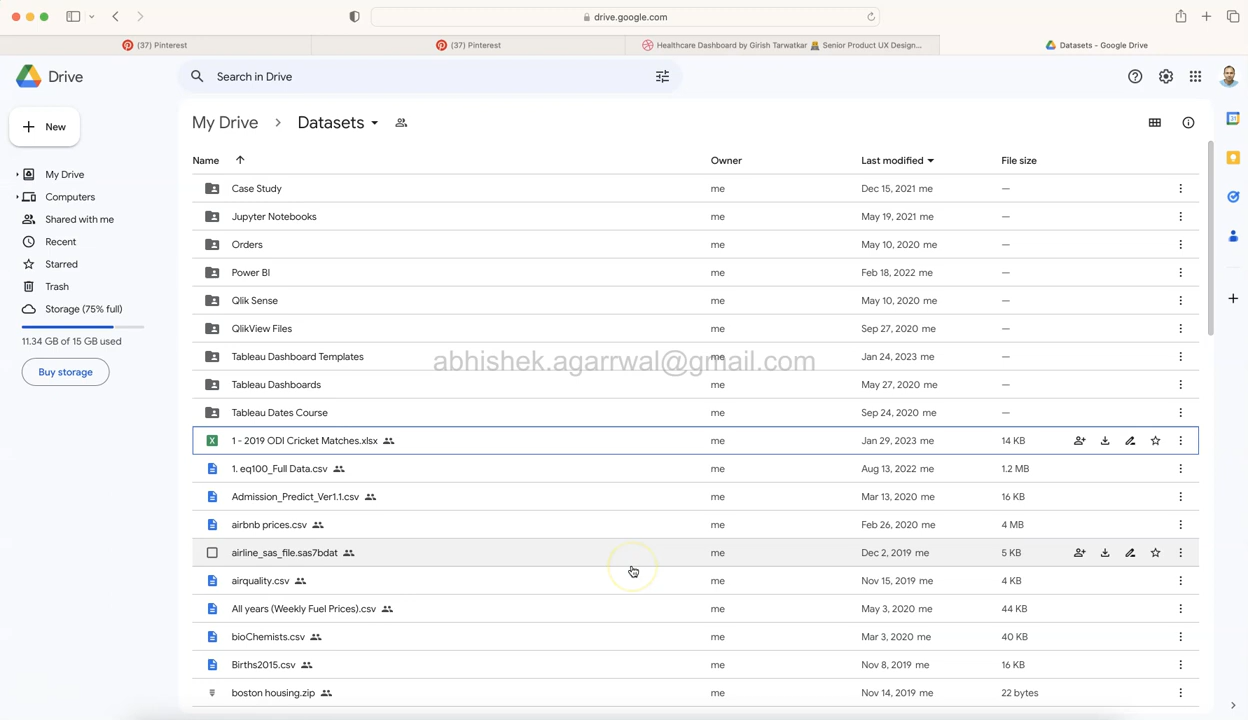 drive.google.com
(37) Pinterest
(37) Pinterest
Healthcare Dashboard by Girish Tarwatkar 👨🏽‍💻 Senior Product UX Design...
Datasets - Google Drive
Drive
Search in Drive
New
My Drive
Computers
Shared with me
Recent
Starred
Trash
Storage (75% full)
11.34 GB of 15 GB used
Buy storage
My Drive > Datasets
Name Owner Last modified File size
Case Study me Dec 15, 2021 me —
Jupyter Notebooks me May 19, 2021 me —
Orders me May 10, 2020 me —
Power BI me Feb 18, 2022 me —
Qlik Sense me May 10, 2020 me —
QlikView Files me Sep 27, 2020 me —
Tableau Dashboard Templates me Jan 24, 2023 me —
abhishek.agarrwal@gmail.com
Tableau Dashboards me May 27, 2020 me —
Tableau Dates Course me Sep 24, 2020 me —
1 - 2019 ODI Cricket Matches.xlsx me Jan 29, 2023 me 14 KB
1. eq100_Full Data.csv me Aug 13, 2022 me 1.2 MB
Admission_Predict_Ver1.1.csv me Mar 13, 2020 me 16 KB
airbnb prices.csv me Feb 26, 2020 me 4 MB
airline_sas_file.sas7bdat me Dec 2, 2019 me 5 KB
airquality.csv me Nov 15, 2019 me 4 KB
All years (Weekly Fuel Prices).csv me May 3, 2020 me 44 KB
bioChemists.csv me Mar 3, 2020 me 40 KB
Births2015.csv me Nov 8, 2019 me 16 KB
boston housing.zip me Nov 14, 2019 me 22 bytes